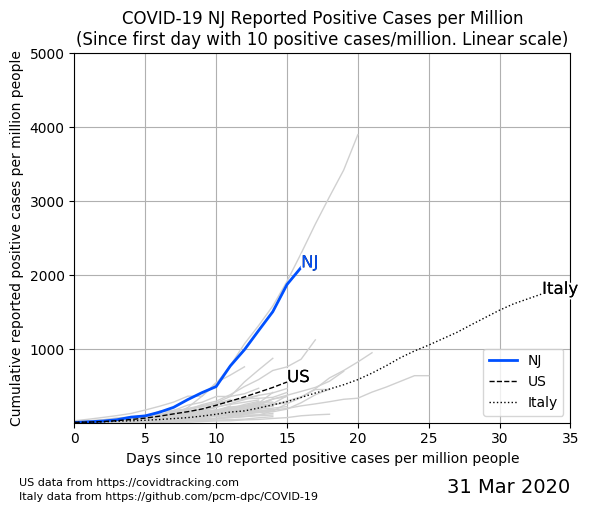 COVID-19 NJ Reported Positive Cases per Million
(Since first day with 10 positive cases/million. Linear scale)
Cumulative reported positive cases per million people
5000
4000
3000
2000
1000
NJ
US
Italy
NJ
US
Italy
0 5 10 15 20 25 30 35
Days since 10 reported positive cases per million people
US data from https://covidtracking.com
Italy data from https://github.com/pcm-dpc/COVID-19
31 Mar 2020